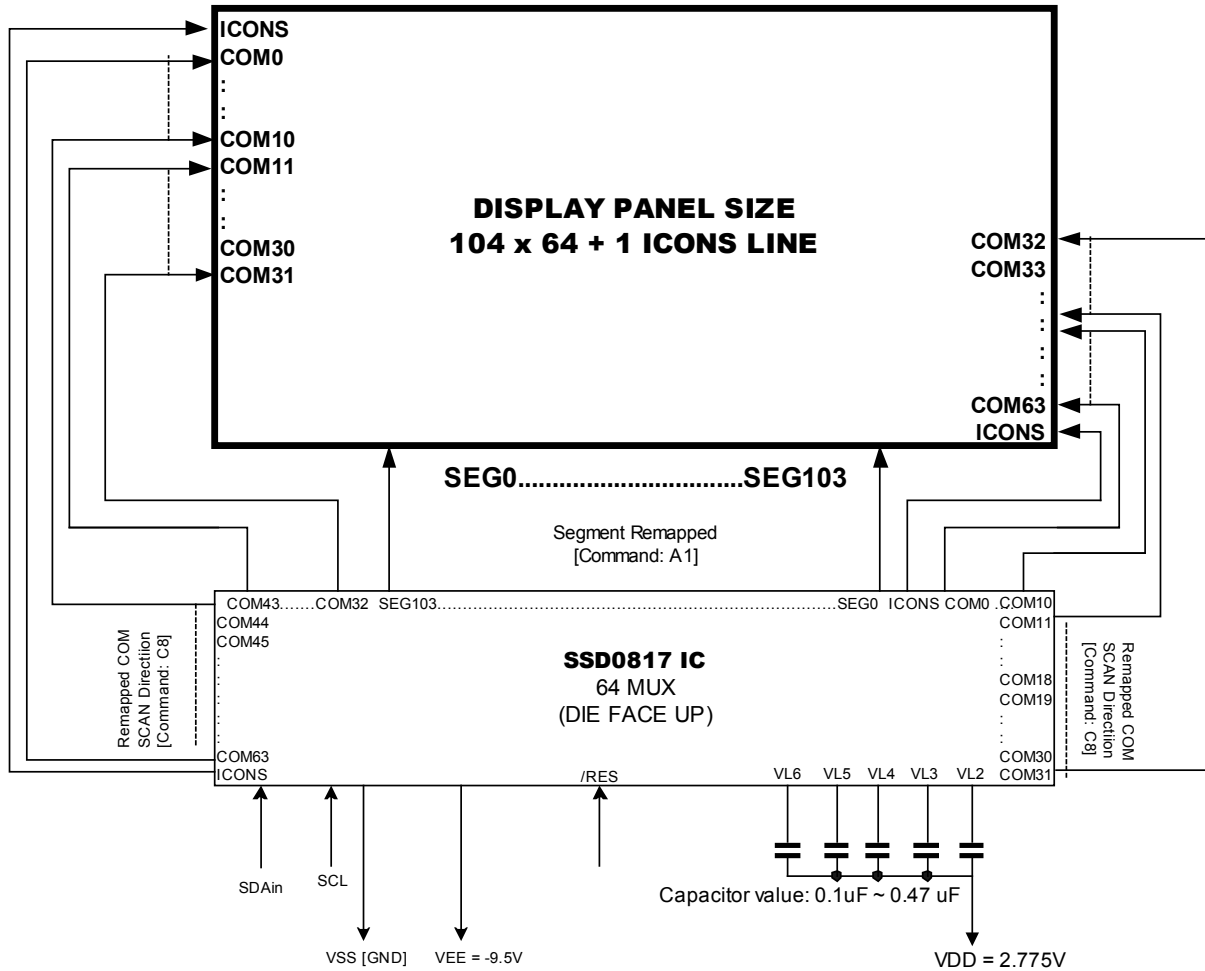 ICONS
COM0
:
:
COM10
COM11
:
:
COM30
COM31
DISPLAY PANEL SIZE
104 x 64 + 1 ICONS LINE
COM32
COM33
:
:
:
:
COM63
ICONS
SEG0................................SEG103
Segment Remapped
[Command: A1]
COM43.......COM32 SEG103...............................................................................SEG0 ICONS COM0 ....COM10
COM44
COM45
:
:
:
:
:
COM63
ICONS
Remapped COM
SCAN Directiion
[Command: C8]
SSD0817 IC
64 MUX
(DIE FACE UP)
COM11
:
:
COM18
COM19
:
:
COM30
COM31
Remapped COM
SCAN Directiion
[Command: C8]
/RES
VL6 VL5 VL4 VL3 VL2
SDAin
SCL
Capacitor value: 0.1uF ~ 0.47 uF
VSS [GND]
VEE = -9.5V
VDD = 2.775V